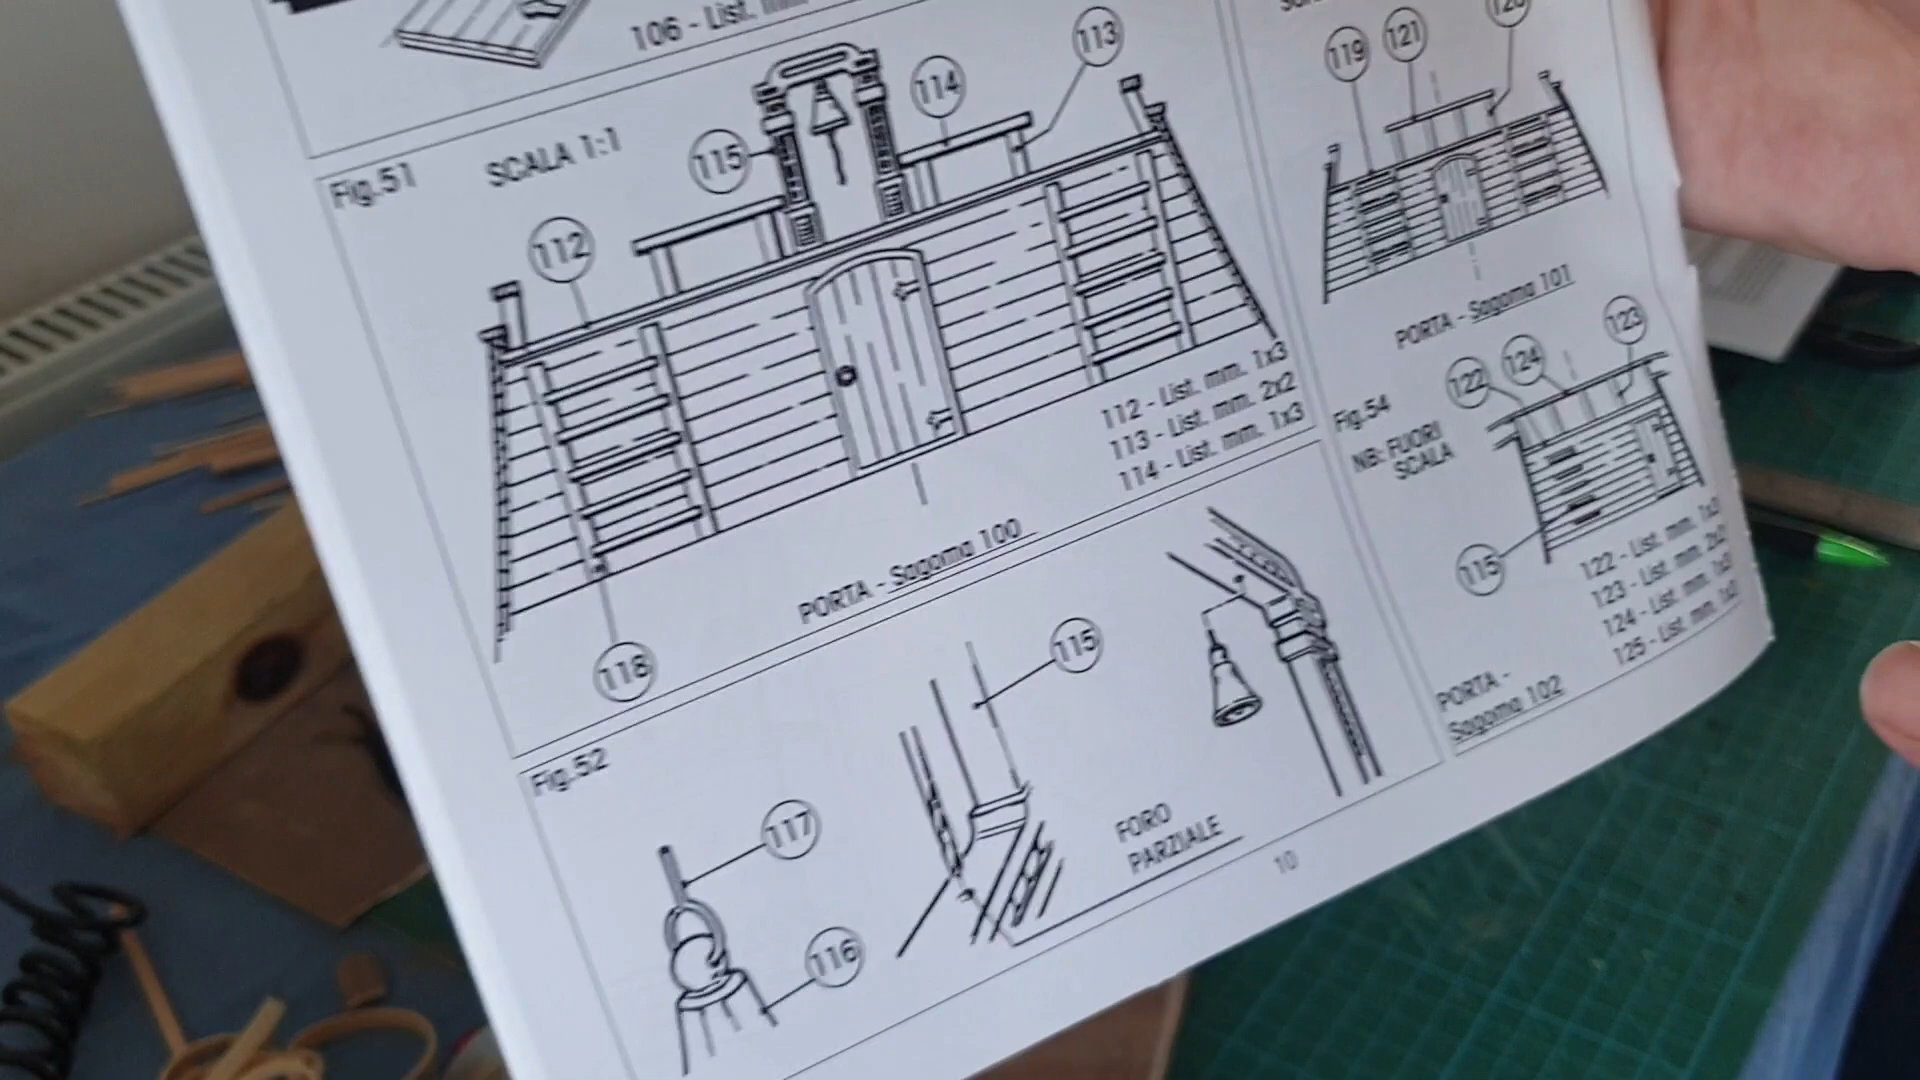 106 - List.
Fig.51
SCALA 1:1
115
114
113
112
112 - List. mm. 1x3
113 - List. mm. 2x2
114 - List. mm. 1x3
PORTA - Sagoma 100
118
119
121
PORTA - Sagoma 101
Fig.54
NB: FUORI
SCALA
122
124
123
115
122 - List. mm. 1x3
123 - List. mm.
124 - List. mm. 1x3
125 - List. mm.
PORTA -
Sagoma 102
Fig.52
117
116
115
FORO
PARZIALE
10